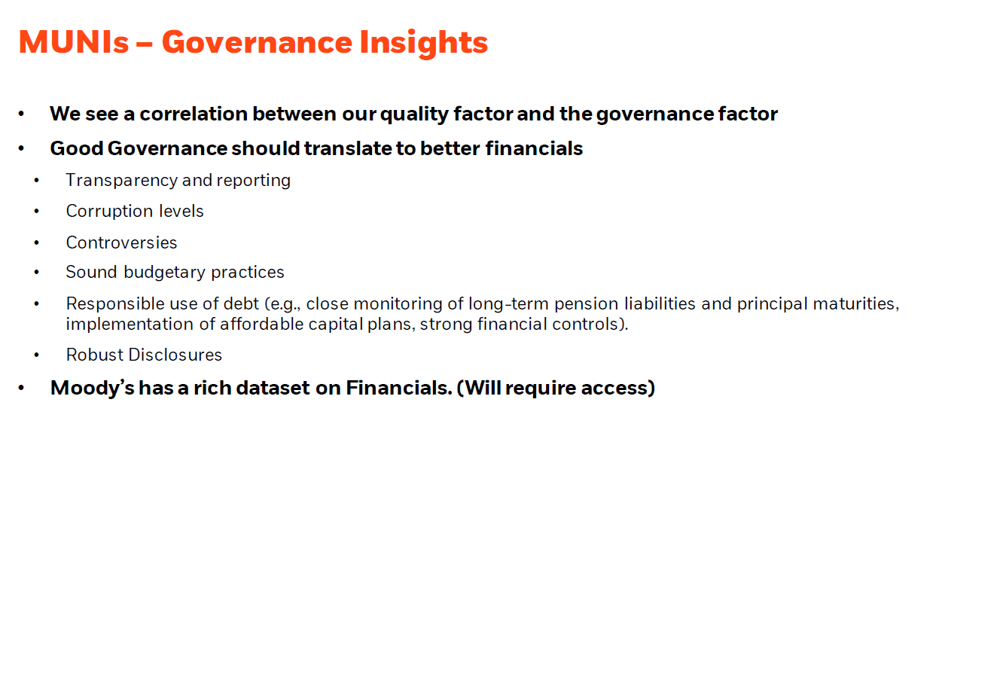 MUNIs – Governance Insights
• We see a correlation between our quality factor and the governance factor
• Good Governance should translate to better financials
• Transparency and reporting
• Corruption levels
• Controversies
• Sound budgetary practices
• Responsible use of debt (e.g., close monitoring of long-term pension liabilities and principal maturities,
implementation of affordable capital plans, strong financial controls).
• Robust Disclosures
• Moody’s has a rich dataset on Financials. (Will require access)